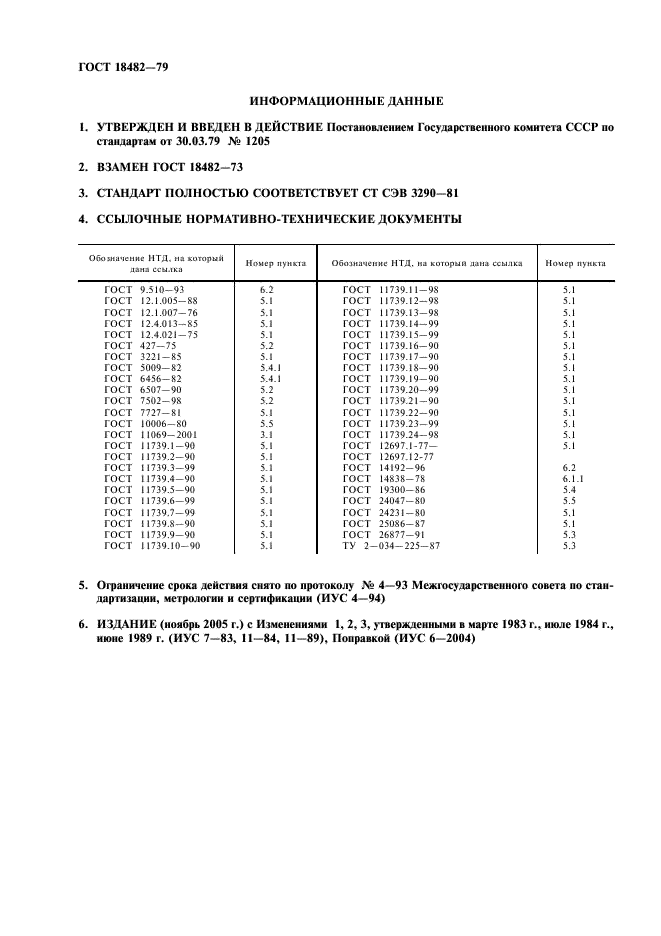 ГОСТ 18482—79
ИНФОРМАЦИОННЫЕ ДАННЫЕ
1. УТВЕРЖДЕН И ВВЕДЕН В ДЕЙСТВИЕ Постановлением Государственного комитета СССР по
стандартам от 30.03.79 № 1205
2. ВЗАМЕН ГОСТ 18482—73
3. СТАНДАРТ ПОЛНОСТЬЮ СООТВЕТСТВУЕТ СТ СЭВ 3290—81
4. ССЫЛОЧНЫЕ НОРМАТИВНО-ТЕХНИЧЕСКИЕ ДОКУМЕНТЫ
Обозначение НТД, на который дана ссылка | Номер пункта | Обозначение НТД, на который дана ссылка | Номер пункта
ГОСТ 9.510—93 6.2 ГОСТ 11739.11—98 5.1
ГОСТ 12.1.005—88 5.1 ГОСТ 11739.12—98 5.1
ГОСТ 12.1.007—76 5.1 ГОСТ 11739.13—98 5.1
ГОСТ 12.4.013—85 5.1 ГОСТ 11739.14—99 5.1
ГОСТ 12.4.021—75 5.1 ГОСТ 11739.15—99 5.1
ГОСТ 427—75 5.2 ГОСТ 11739.16—90 5.1
ГОСТ 3221—85 5.1 ГОСТ 11739.17—90 5.1
ГОСТ 5009—82 5.4.1 ГОСТ 11739.18—90 5.1
ГОСТ 6456—82 5.4.1 ГОСТ 11739.19—90 5.1
ГОСТ 6507—90 5.2 ГОСТ 11739.20—99 5.1
ГОСТ 7502—98 5.2 ГОСТ 11739.21—90 5.1
ГОСТ 7727—81 5.1 ГОСТ 11739.22—90 5.1
ГОСТ 10006—80 5.5 ГОСТ 11739.23—99 5.1
ГОСТ 11069—2001 3.1 ГОСТ 11739.24—98 5.1
ГОСТ 11739.1—90 5.1 ГОСТ 12697.1-77— 5.1
ГОСТ 11739.2—90 5.1 ГОСТ 12697.12-77
ГОСТ 11739.3—99 5.1 ГОСТ 14192—96 6.2
ГОСТ 11739.4—90 5.1 ГОСТ 14838—78 6.1.1
ГОСТ 11739.5—90 5.1 ГОСТ 19300—86 5.4
ГОСТ 11739.6—99 5.1 ГОСТ 24047—80 5.5
ГОСТ 11739.7—99 5.1 ГОСТ 24231—80 5.1
ГОСТ 11739.8—90 5.1 ГОСТ 25086—87 5.1
ГОСТ 11739.9—90 5.1 ГОСТ 26877—91 5.3
ГОСТ 11739.10—90 5.1 ТУ 2—034—225—87 5.3
5. Ограничение срока действия снято по протоколу № 4—93 Межгосударственного совета по стан-
дартизации, метрологии и сертификации (ИУС 4—94)
6. ИЗДАНИЕ (ноябрь 2005 г.) с Изменениями 1, 2, 3, утвержденными в марте 1983 г., июле 1984 г.,
июне 1989 г. (ИУС 7—83, 11—84, 11—89), Поправкой (ИУС 6—2004)